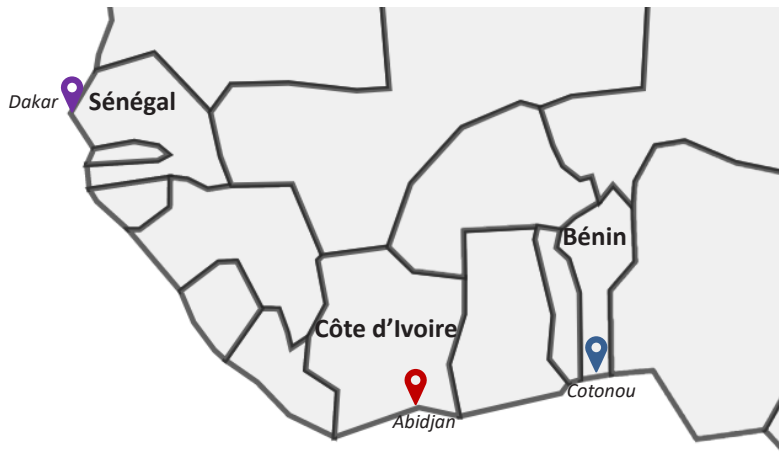 Dakar
Sénégal
Bénin
Côte d’Ivoire
Cotonou
Abidjan